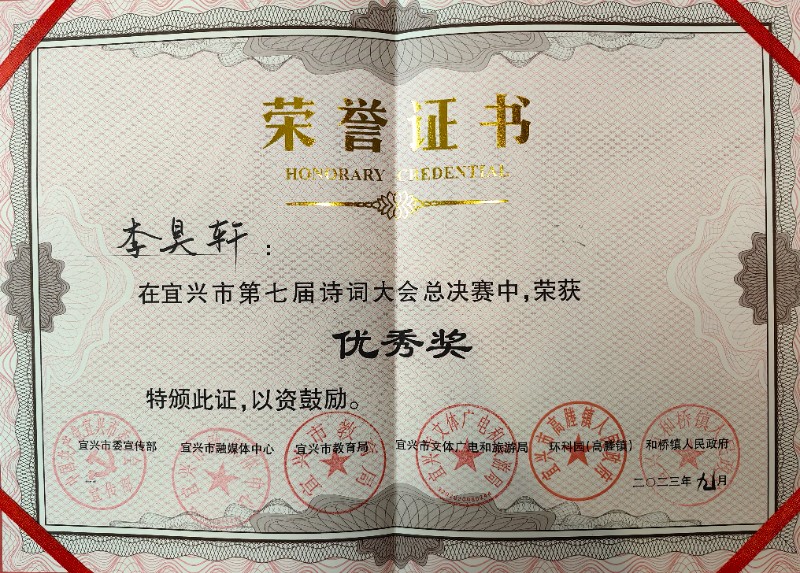 荣誉证书
HONORARY CREDENTIAL
李昊轩：
在宜兴市第七届诗词大会总决赛中，荣获
优秀奖
特颁此证，以资鼓励。
宜兴市委宣传部 宜兴市融媒体中心 宜兴市教育局 宜兴市文体广电和旅游局 环科园（高塍镇） 和桥镇人民政府
二〇二三年九月